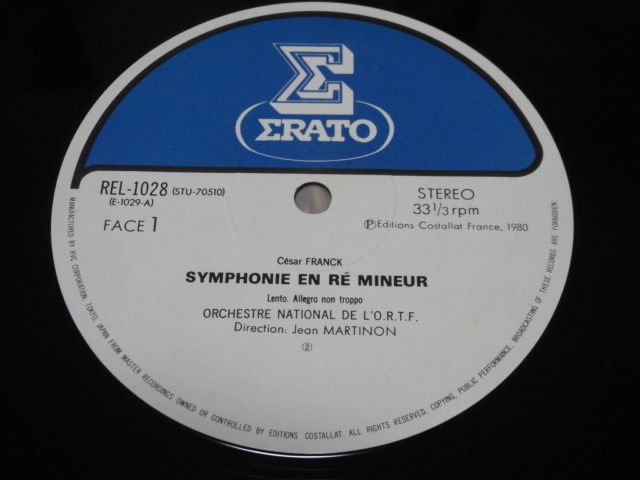 ΣRATO
REL-1028 (STU-70510)
(E-1029-A)
FACE 1
STEREO
33 1/3 rpm
Ⓟ Editions Costallat France, 1980
César FRANCK
SYMPHONIE EN RÉ MINEUR
Lento. Allegro non troppo
ORCHESTRE NATIONAL DE L'O.R.T.F.
Direction: Jean MARTINON
②
MANUFACTURED BY RVC CORPORATION, TOKYO, JAPAN FROM MASTER RECORDINGS OWNED OR CONTROLLED BY EDITIONS COSTALLAT. ALL RIGHTS RESERVED, COPYING, PUBLIC PERFORMANCE, BROADCASTING OF THESE RECORDS ARE FORBIDDEN.